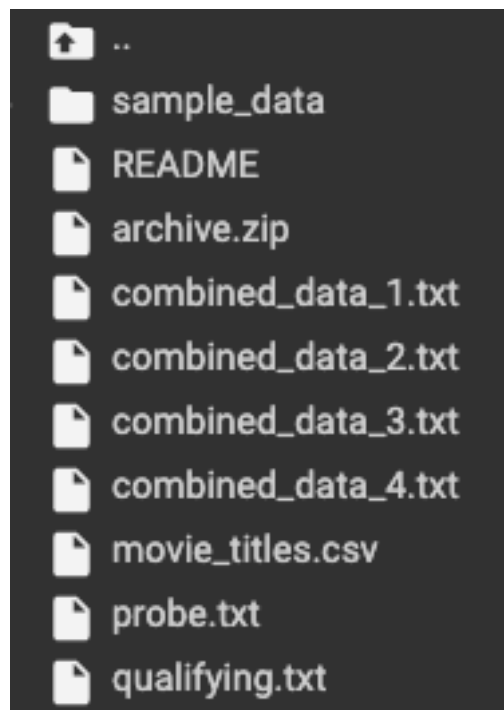 ..
sample_data
README
archive.zip
combined_data_1.txt
combined_data_2.txt
combined_data_3.txt
combined_data_4.txt
movie_titles.csv
probe.txt
qualifying.txt